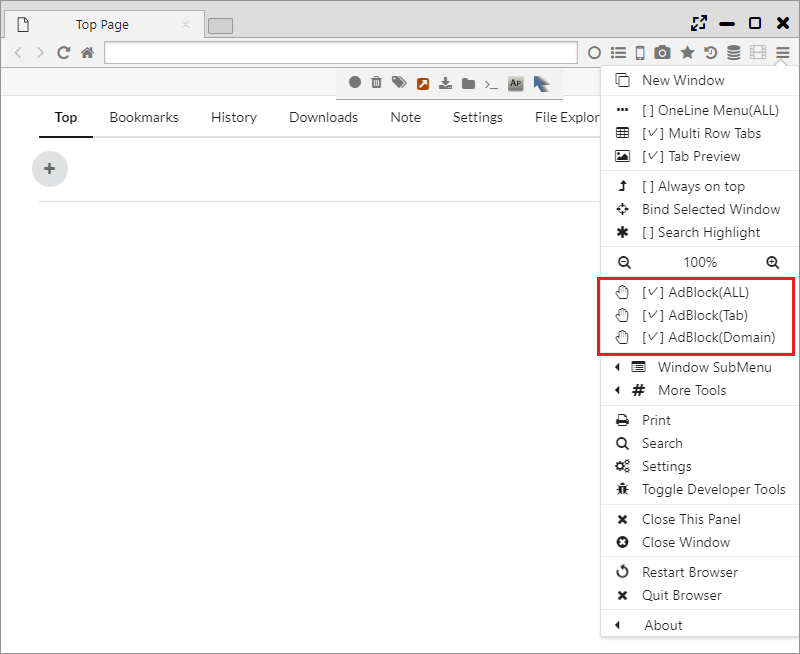 Top Page
AP
Top Bookmarks History Downloads Note Settings File Explor
New Window
[ ] OneLine Menu(ALL)
[✓] Multi Row Tabs
[✓] Tab Preview
[ ] Always on top
Bind Selected Window
[ ] Search Highlight
100%
[✓] AdBlock(ALL)
[✓] AdBlock(Tab)
[✓] AdBlock(Domain)
Window SubMenu
More Tools
Print
Search
Settings
Toggle Developer Tools
Close This Panel
Close Window
Restart Browser
Quit Browser
About